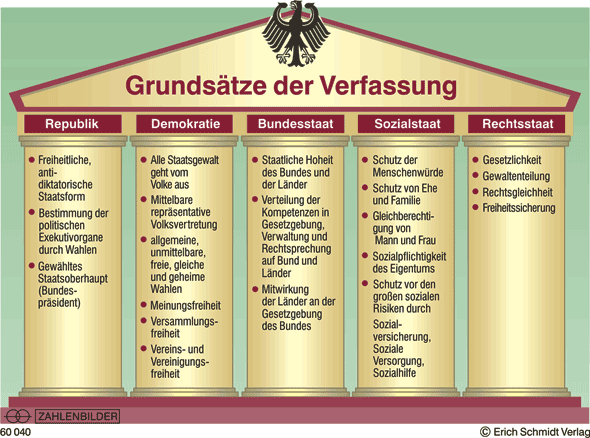 Grundsätze der Verfassung
Republik
Freiheitliche,
anti-
diktatorische
Staatsform
Bestimmung der
politischen
Exekutivorgane
durch Wahlen
Gewähltes
Staatsoberhaupt
(Bundes-
präsident)
Demokratie
Alle Staatsgewalt
geht vom
Volke aus
Mittelbare
repräsentative
Volksvertretung
allgemeine,
unmittelbare,
freie, gleiche
und geheime
Wahlen
Meinungsfreiheit
Versammlungs-
freiheit
Vereins- und
Vereinigungs-
freiheit
Bundesstaat
Staatliche Hoheit
des Bundes und
der Länder
Verteilung der
Kompetenzen in
Gesetzgebung,
Verwaltung und
Rechtsprechung
auf Bund und
Länder
Mitwirkung
der Länder an der
Gesetzgebung
des Bundes
Sozialstaat
Schutz der
Menschenwürde
Schutz von Ehe
und Familie
Gleichberechti-
gung von
Mann und Frau
Sozialpflichtigkeit
des Eigentums
Schutz vor den
großen sozialen
Risiken durch
Sozial-
versicherung,
Soziale
Versorgung,
Sozialhilfe
Rechtsstaat
Gesetzlichkeit
Gewaltenteilung
Rechtsgleichheit
Freiheitssicherung
ZAHLENBILDER
60 040
© Erich Schmidt Verlag